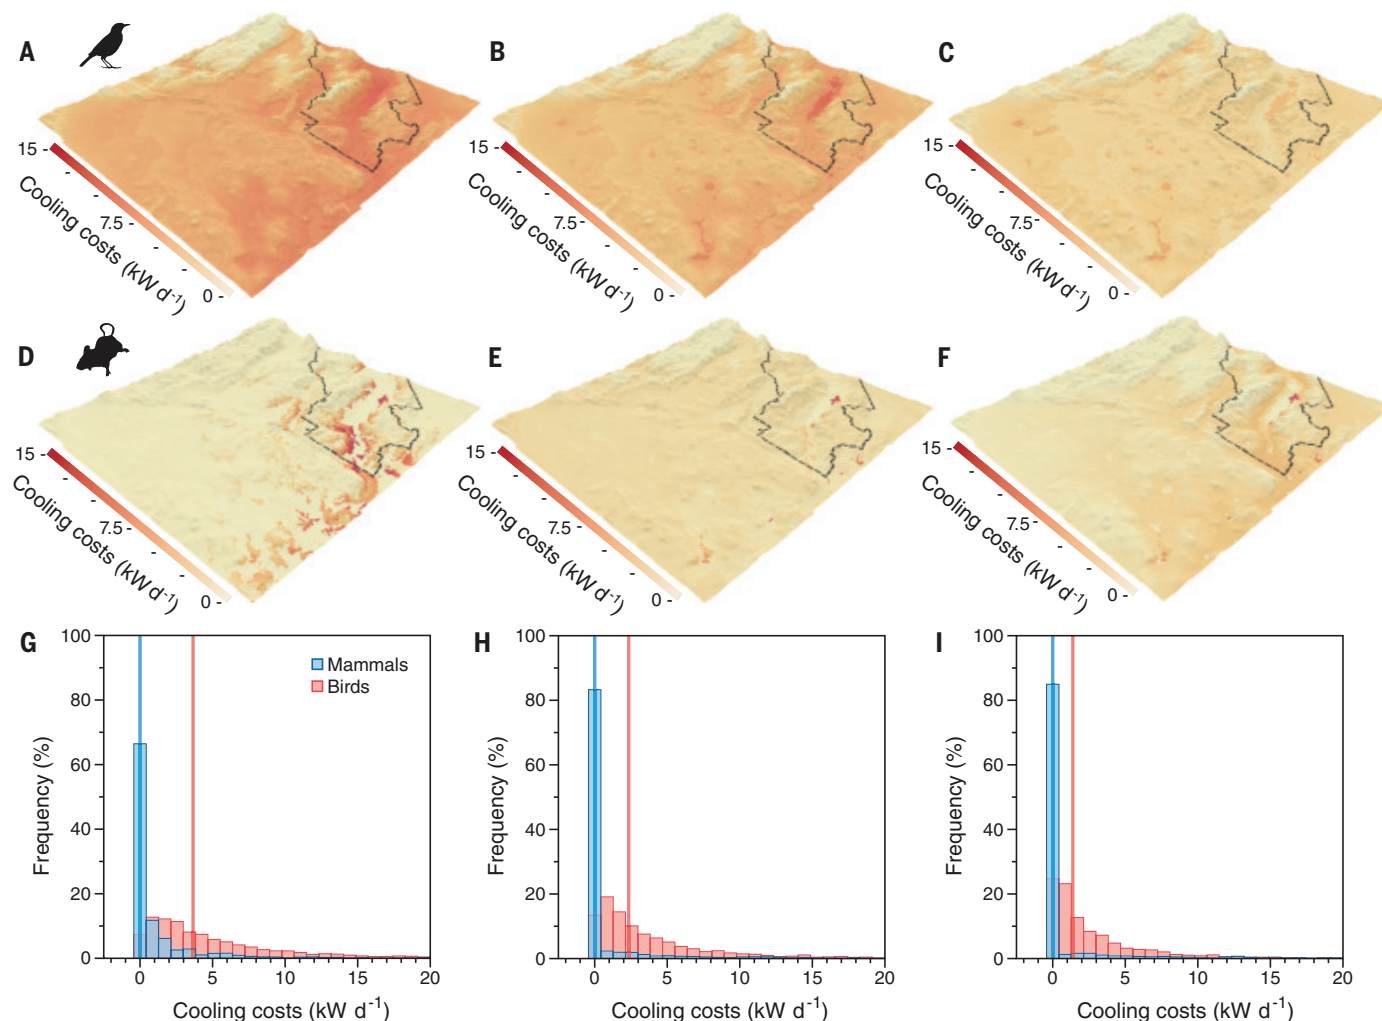 A
B
C
15 -
7.5 -
0 -
Cooling costs (kW d⁻¹)
15 -
7.5 -
0 -
Cooling costs (kW d⁻¹)
15 -
7.5 -
0 -
Cooling costs (kW d⁻¹)
D
E
F
15 -
7.5 -
0 -
Cooling costs (kW d⁻¹)
15 -
7.5 -
0 -
Cooling costs (kW d⁻¹)
15 -
7.5 -
0 -
Cooling costs (kW d⁻¹)
G
Mammals
Birds
Frequency (%)
100
80
60
40
20
0
0 5 10 15 20
Cooling costs (kW d⁻¹)
H
Frequency (%)
100
80
60
40
20
0
0 5 10 15 20
Cooling costs (kW d⁻¹)
I
Frequency (%)
100
80
60
40
20
0
0 5 10 15 20
Cooling costs (kW d⁻¹)